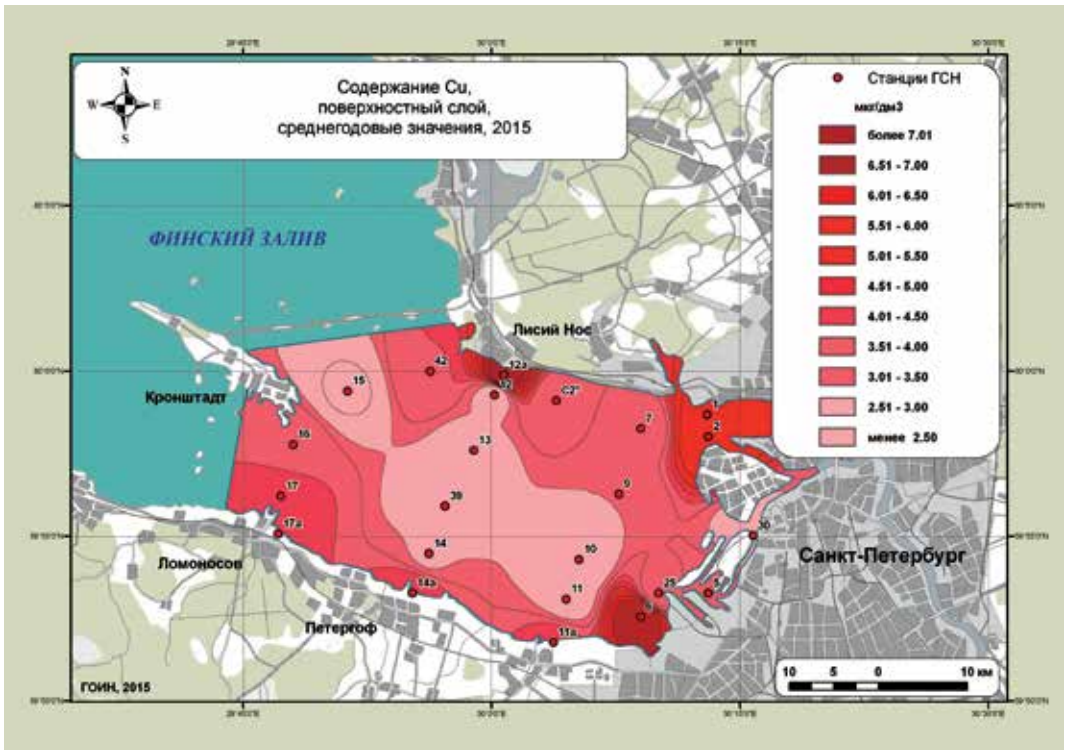 N
W E
S
Содержание Cu,
поверхностный слой,
среднегодовые значения, 2015
Станции ГСН
мкг/дм3
более 7.01
6.51 - 7.00
6.01 - 6.50
5.51 - 6.00
5.01 - 5.50
4.51 - 5.00
4.01 - 4.50
3.51 - 4.00
3.01 - 3.50
2.51 - 3.00
менее 2.50
ФИНСКИЙ ЗАЛИВ
Лисий Нос
42
12а
15
12
Кронштадт
1
7
2
16
13
9
17
39
17а
30
14
10
Ломоносов
Санкт-Петербург
14а
11
25
5
6
Петергоф
11а
10 5 0 10 км
ГОИН, 2015